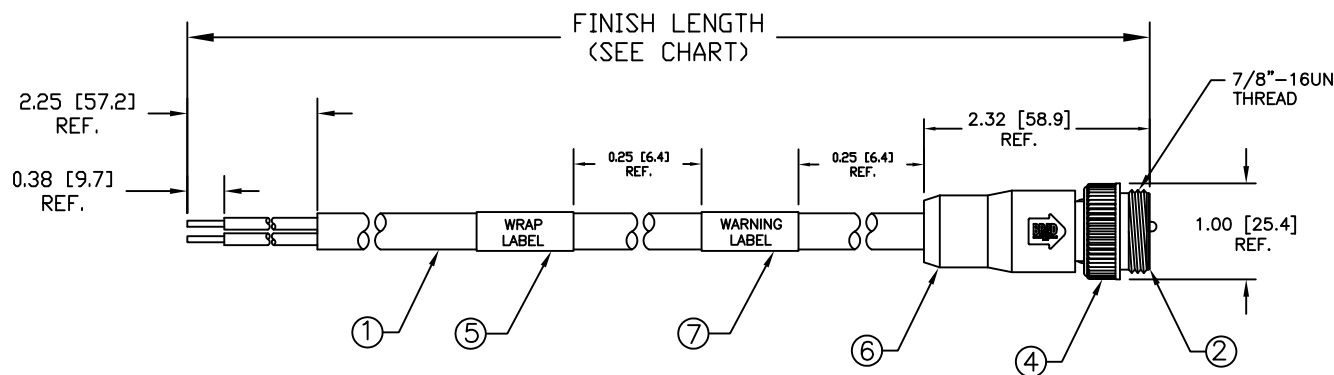 FINISH LENGTH
(SEE CHART)
7/8"-16UN
THREAD
2.25 [57.2]
REF.
2.32 [58.9]
REF.
0.25 [6.4]
REF.
0.25 [6.4]
REF.
0.38 [9.7]
REF.
WRAP
LABEL
WARNING
LABEL
1.00 [25.4]
REF.
1
5
7
6
4
2